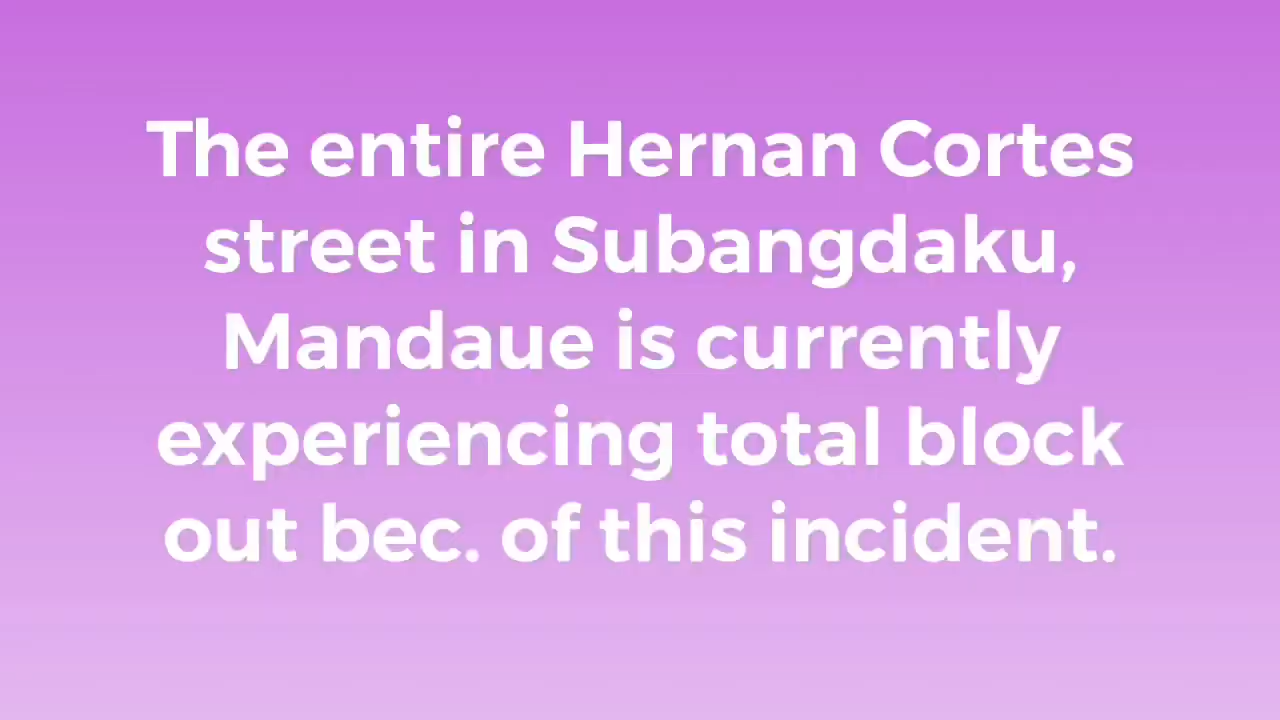 The entire Hernan Cortes
street in Subangdaku,
Mandaue is currently
experiencing total block
out bec. of this incident.